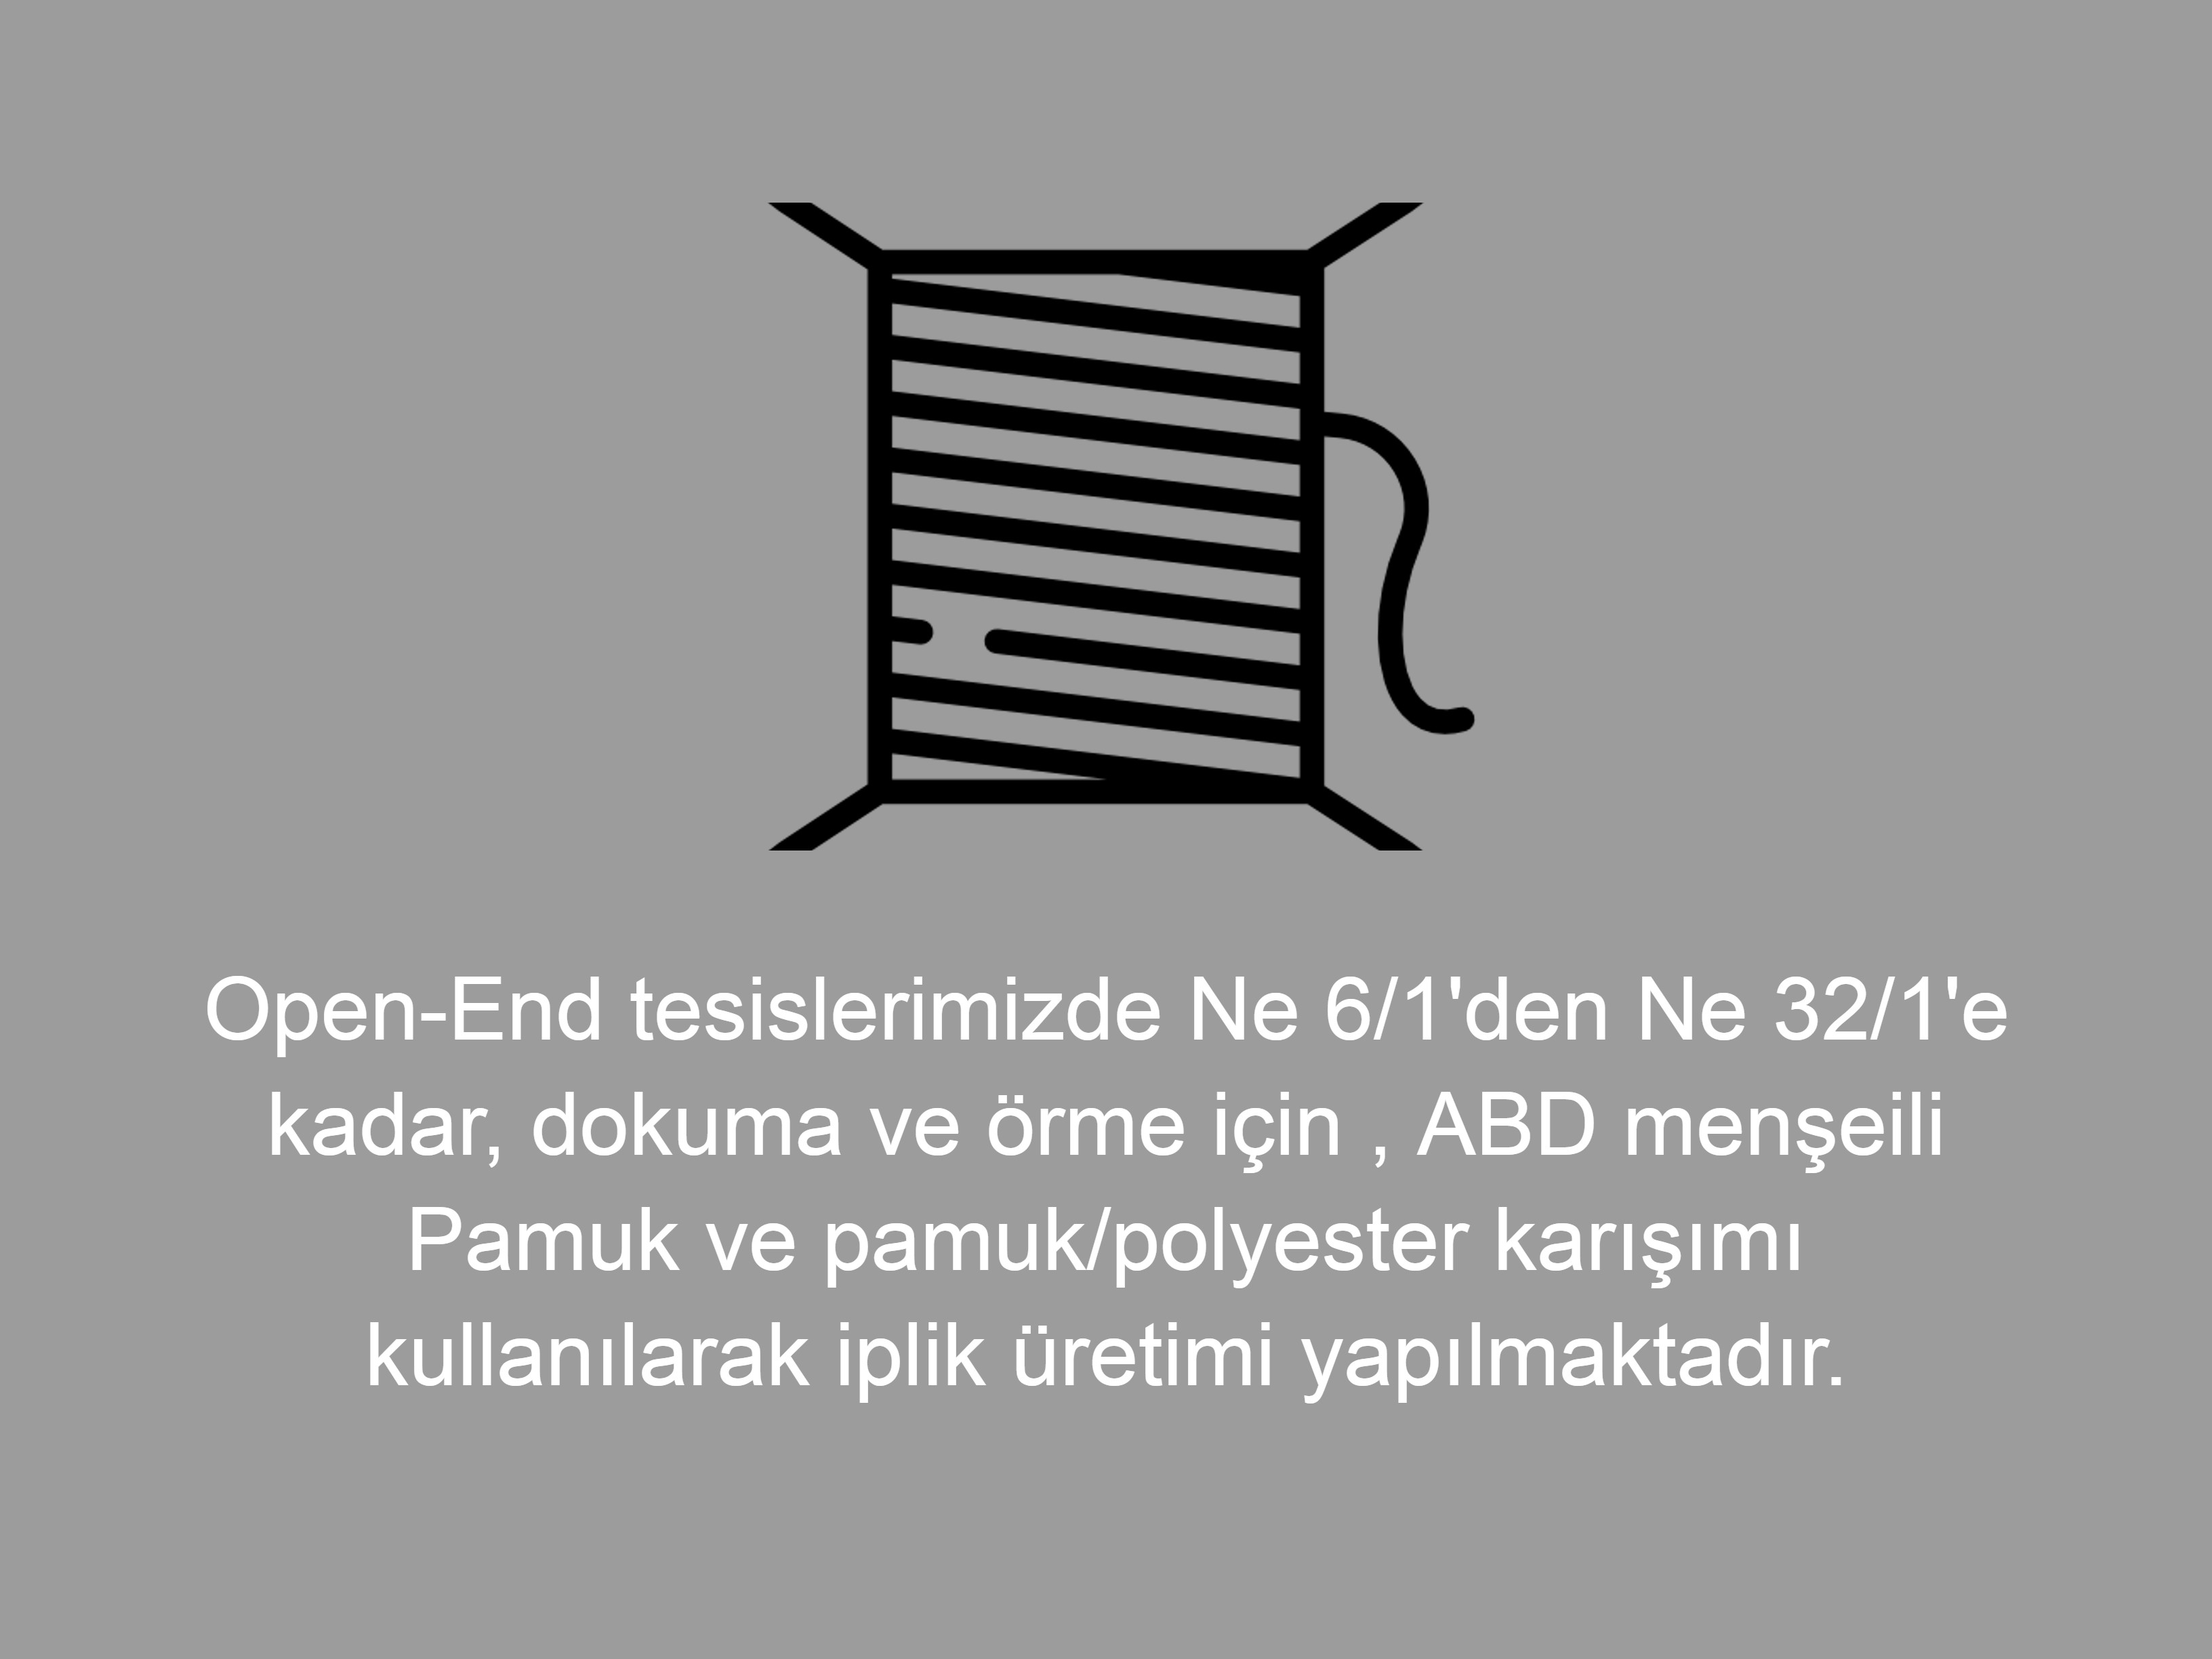 Open-End tesislerimizde Ne 6/1'den Ne 32/1'e
kadar, dokuma ve örme için , ABD menşeili
Pamuk ve pamuk/polyester karışımı
kullanılarak iplik üretimi yapılmaktadır.